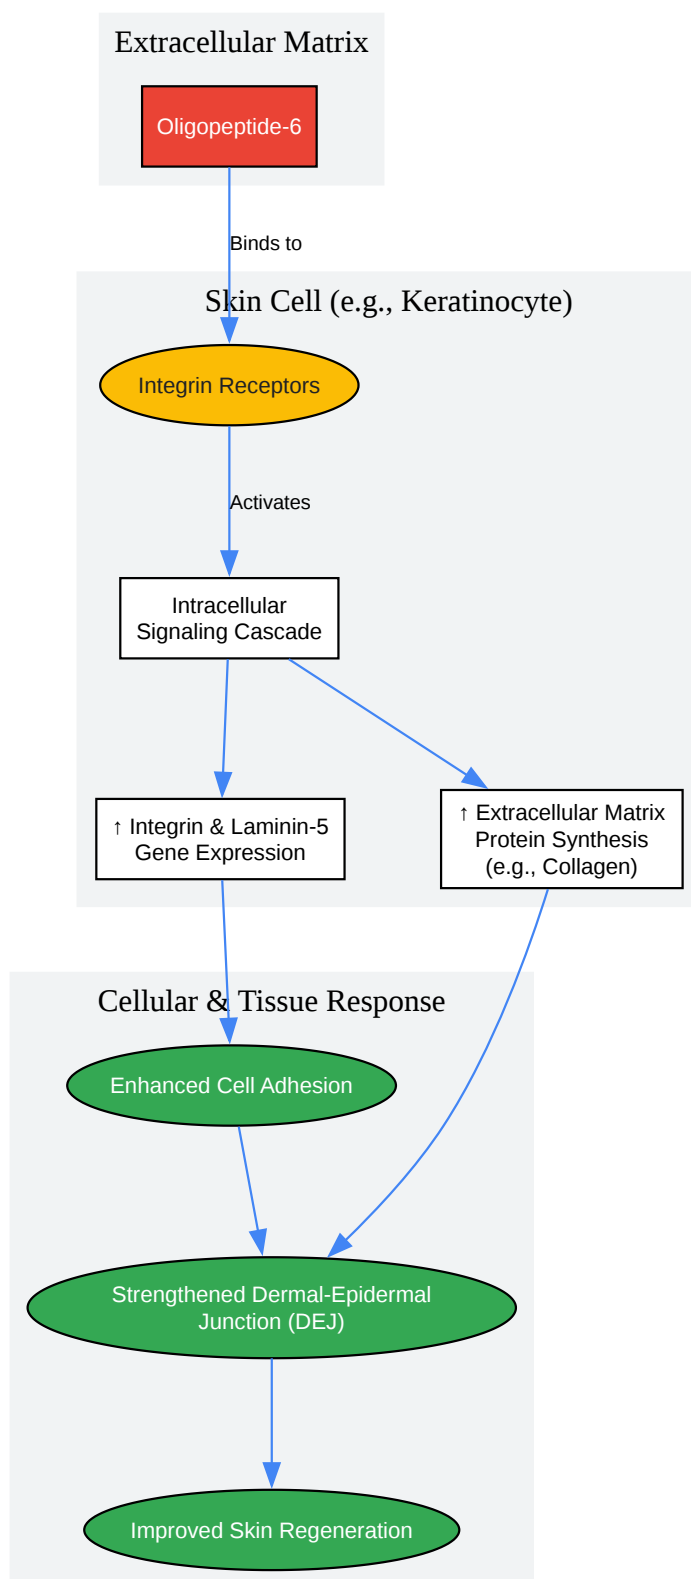 Extracellular Matrix
Oligopeptide-6
Binds to
Skin Cell (e.g., Keratinocyte)
Integrin Receptors
Activates
Intracellular
Signaling Cascade
↑ Integrin & Laminin-5
Gene Expression
↑ Extracellular Matrix
Protein Synthesis
(e.g., Collagen)
Cellular & Tissue Response
Enhanced Cell Adhesion
Strengthened Dermal-Epidermal
Junction (DEJ)
Improved Skin Regeneration